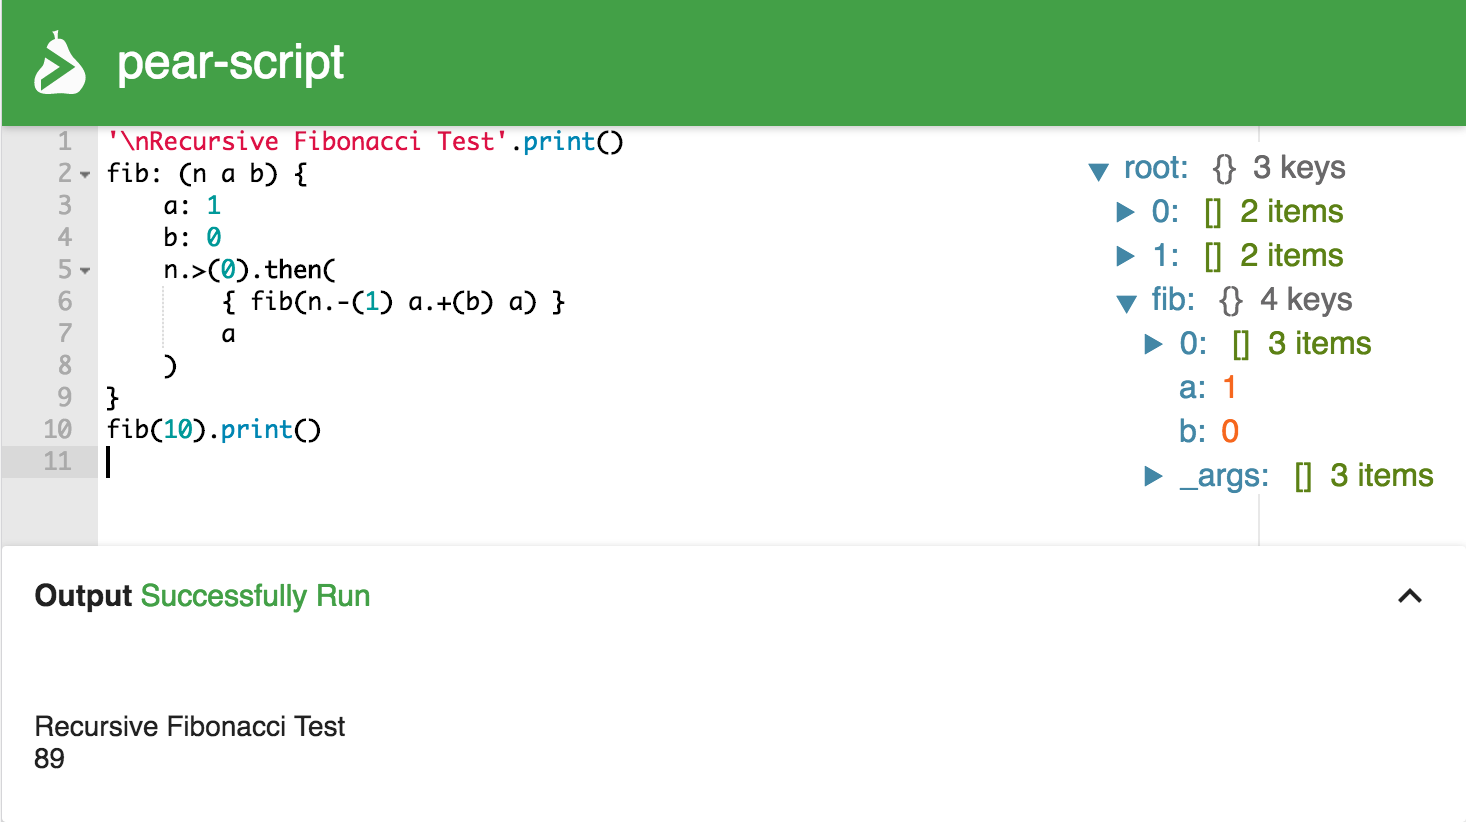 pear-script
1 '\nRecursive Fibonacci Test'.print()
2 fib: (n a b) {
3 a: 1
4 b: 0
5 n.>(0).then(
6 { fib(n.-(1) a.+(b) a) }
7 a
8 )
9 }
10 fib(10).print()
11
root: {} 3 keys
0: [] 2 items
1: [] 2 items
fib: {} 4 keys
0: [] 3 items
a: 1
b: 0
_args: [] 3 items
Output Successfully Run
Recursive Fibonacci Test
89